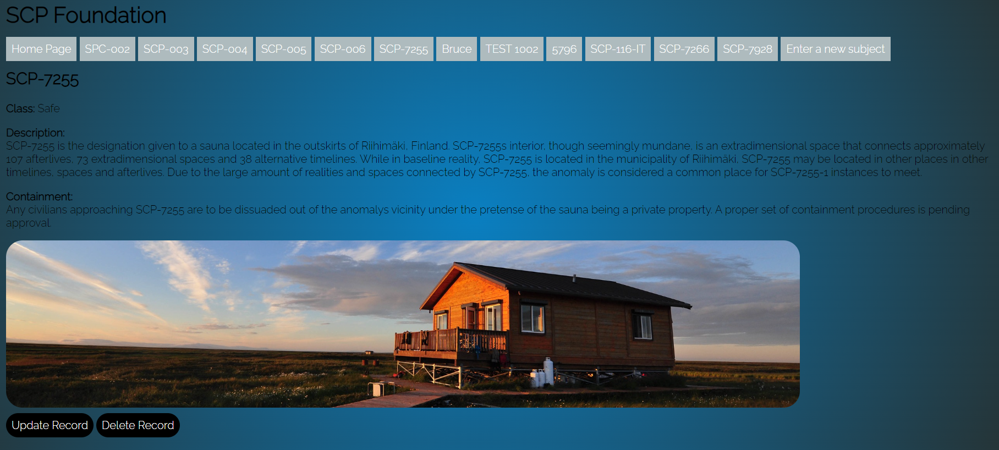 SCP Foundation
Home Page SPC-002 SCP-003 SCP-004 SCP-005 SCP-006 SCP-7255 Bruce TEST 1002 5796 SCP-116-IT SCP-7266 SCP-7928 Enter a new subject
SCP-7255
Class: Safe
Description:
SCP-7255 is the designation given to a sauna located in the outskirts of Riihimäki, Finland. SCP-7255s interior, though seemingly mundane, is an extradimensional space that connects approximately
107 afterlives, 73 extradimensional spaces and 38 alternative timelines. While in baseline reality, SCP-7255 is located in the municipality of Riihimäki, SCP-7255 may be located in other places in other
timelines, spaces and afterlives. Due to the large amount of realities and spaces connected by SCP-7255, the anomaly is considered a common place for SCP-7255-1 instances to meet.
Containment:
Any civilians approaching SCP-7255 are to be dissuaded out of the anomalys vicinity under the pretense of the sauna being a private property. A proper set of containment procedures is pending
approval.
Update Record Delete Record